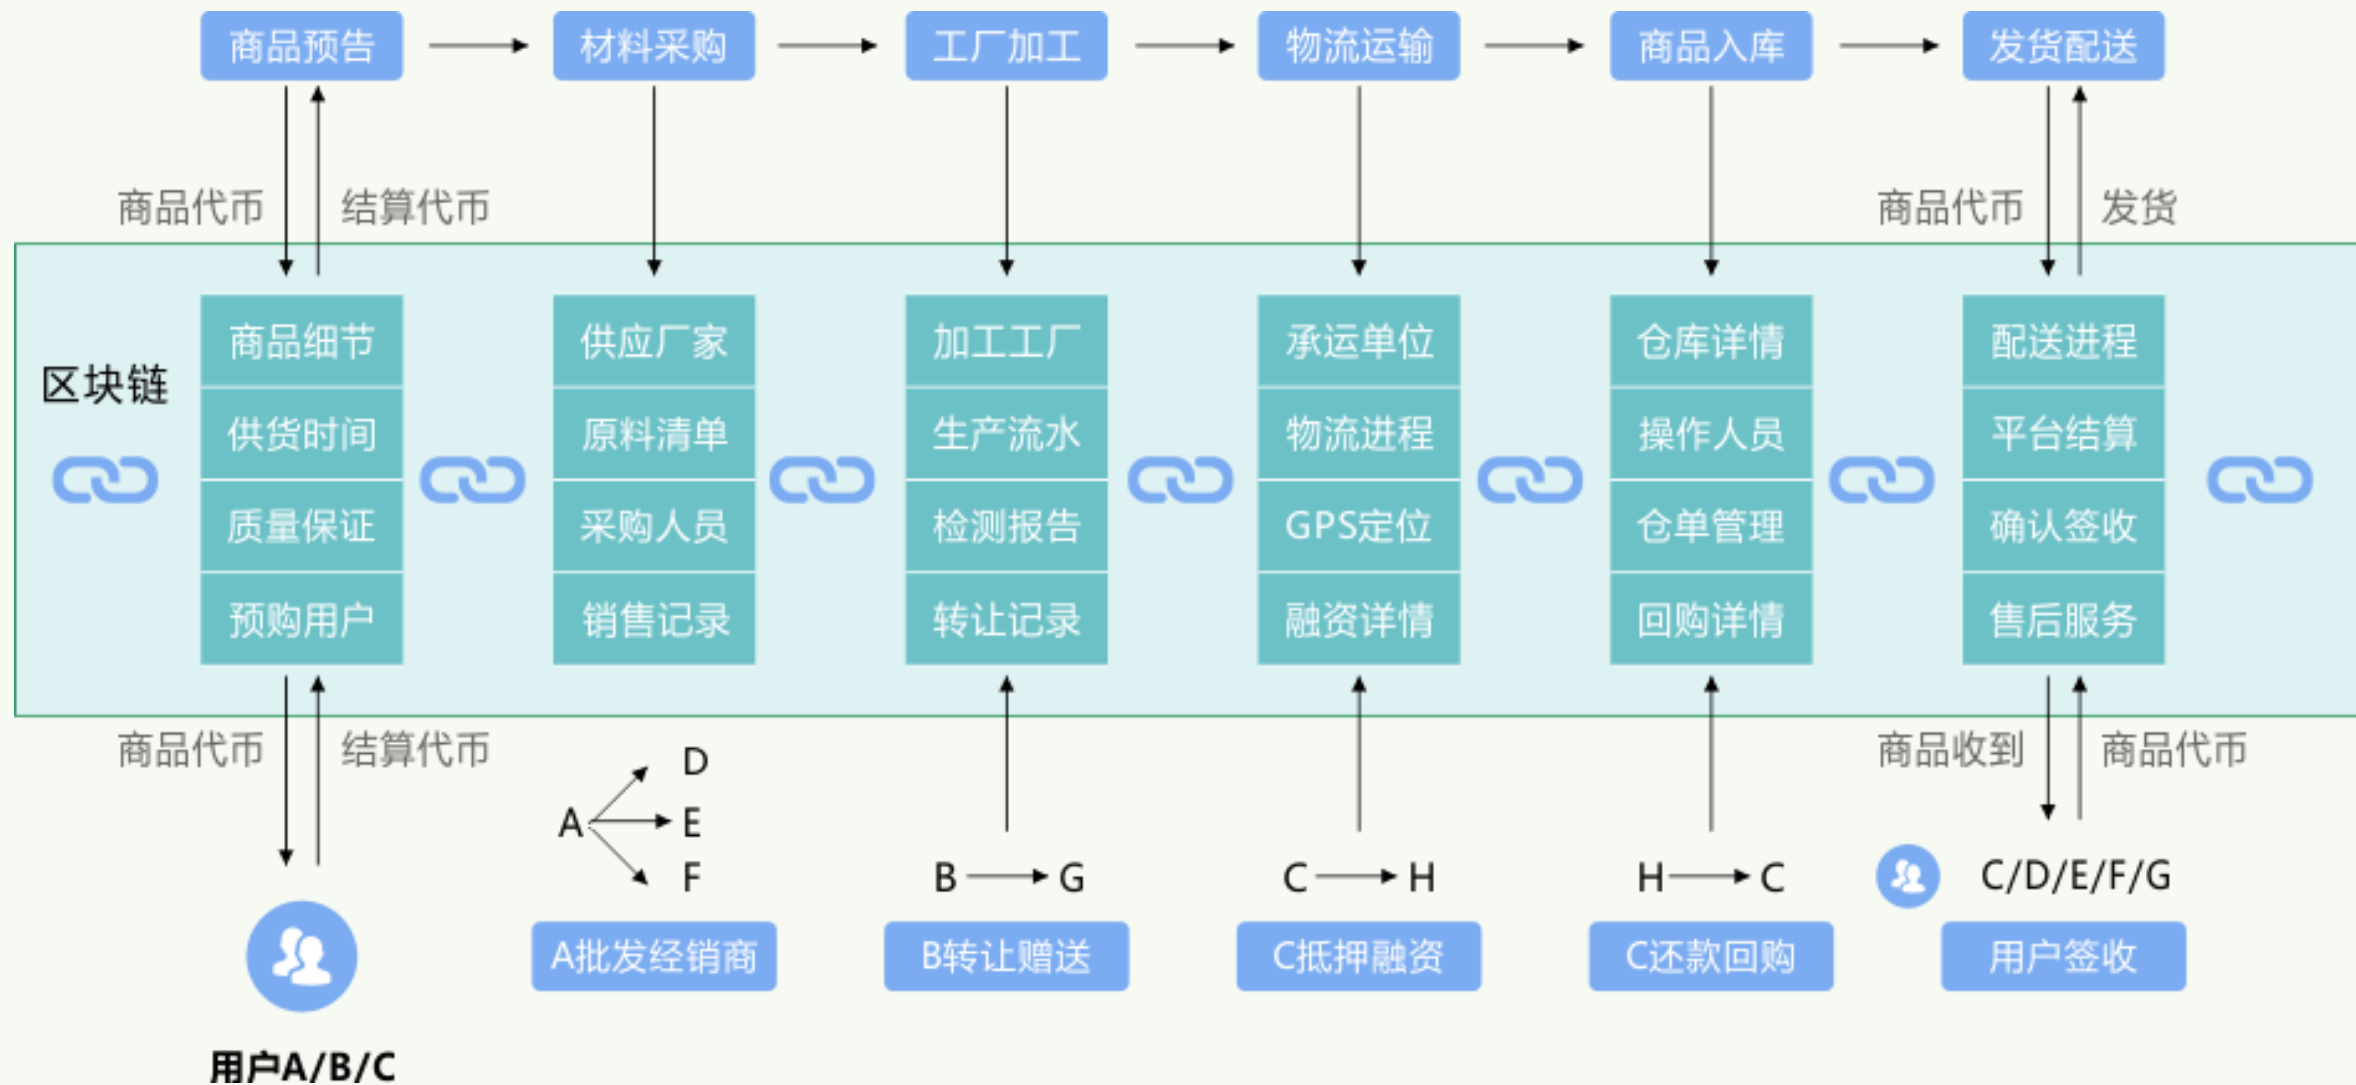 商品预告
材料采购
工厂加工
物流运输
商品入库
发货配送
商品代币
结算代币
商品代币
发货
区块链
商品细节
供货时间
质量保证
预购用户
供应厂家
原料清单
采购人员
销售记录
加工工厂
生产流水
检测报告
转让记录
承运单位
物流进程
GPS定位
融资详情
仓库详情
操作人员
仓单管理
回购详情
配送进程
平台结算
确认签收
售后服务
商品代币
结算代币
商品收到
商品代币
A
D
E
F
B
G
C
H
H
C
C/D/E/F/G
A批发经销商
B转让赠送
C抵押融资
C还款回购
用户签收
用户A/B/C